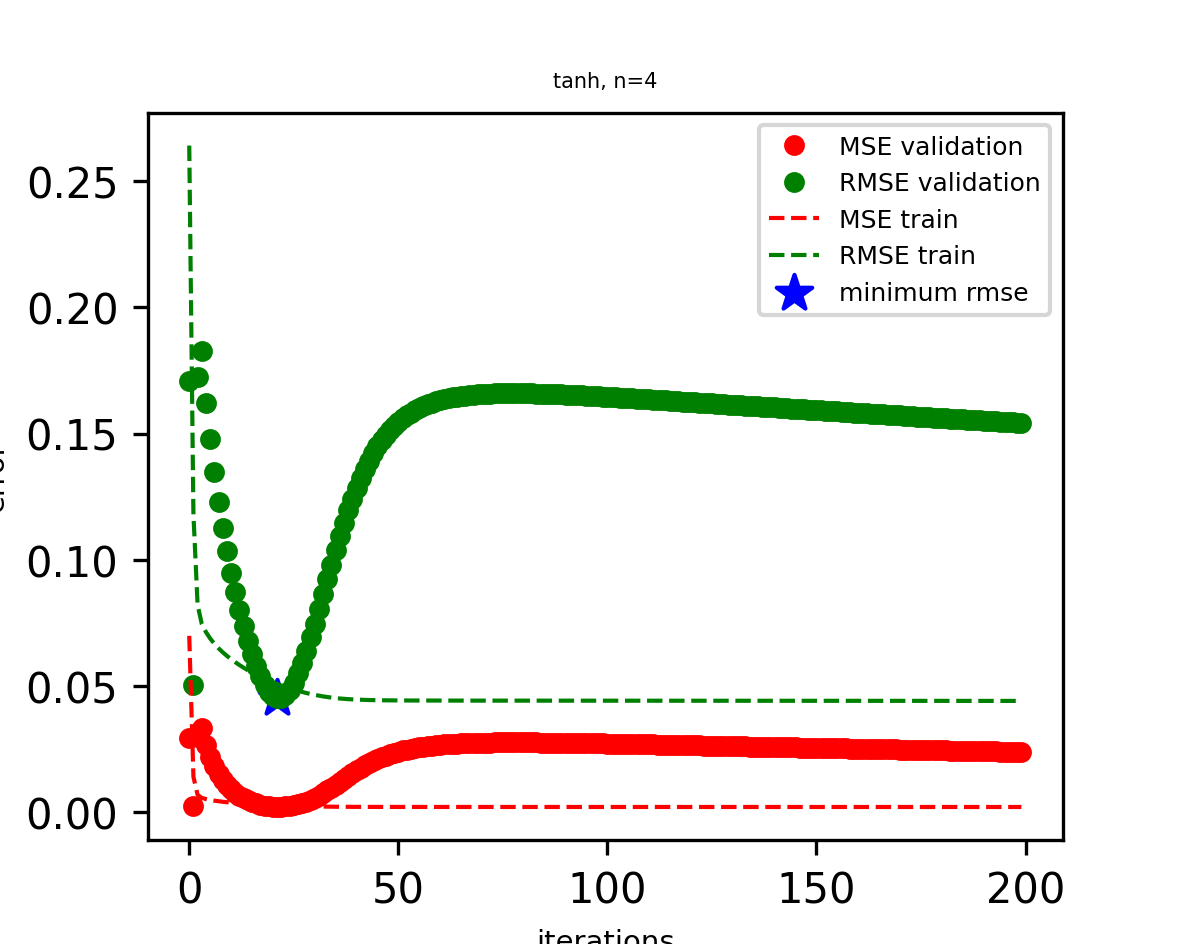 tanh, n=4
MSE validation
RMSE validation
MSE train
RMSE train
minimum rmse
0.25
0.20
0.15
0.10
0.05
0.00
0 50 100 150 200
iterations